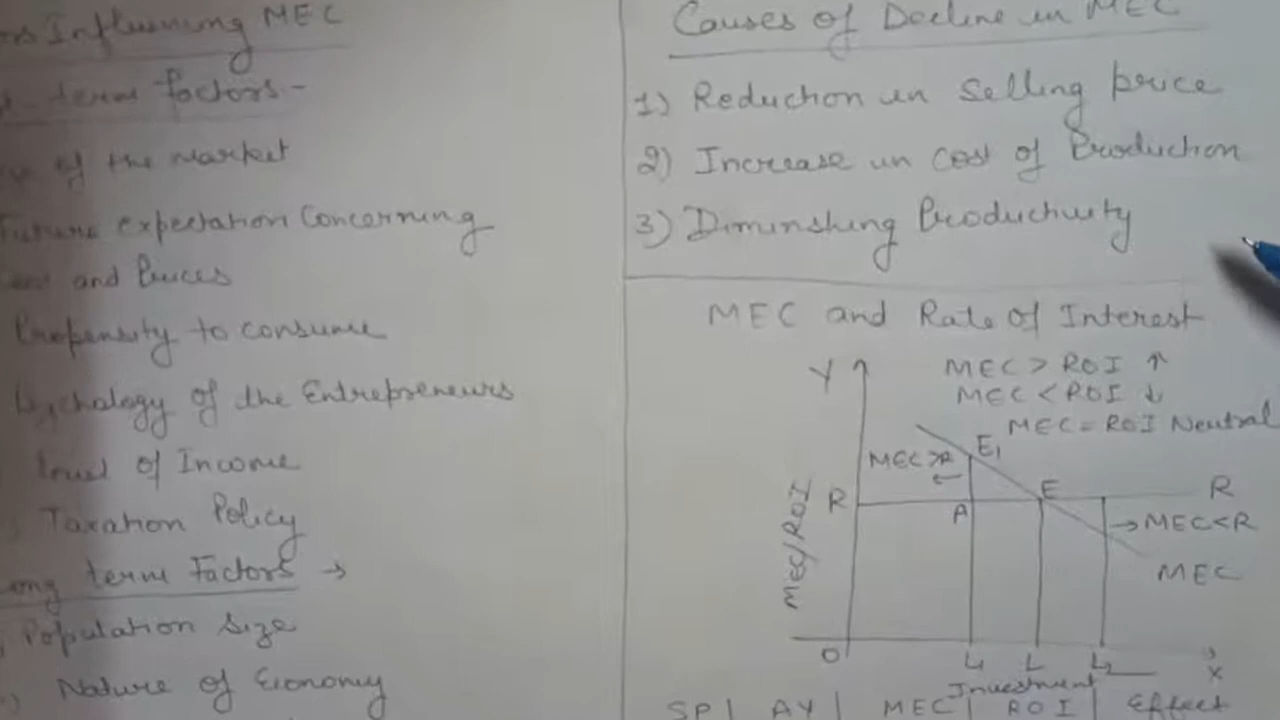 Influening MEC
term factors -
of the market
Future expectation Concerning
and Prices
Propensity to consume
Psychology of the Entrepreneurs
level of Income
Taxation Policy
long term Factors →
Population size
Nature of Economy
Causes of Decline in MEC
1) Reduction in Selling price
2) Increase in cost of Production
3) Diminshing Productivity
MEC and Rate of Interest
Y
MEC > ROI ↑
MEC < ROI ↓
MEC = ROI Neutral
MEC>R
←
E1
MEC/ROI
R
A
E
R
→ MEC<R
MEC
O
L1
L
L2
X
Investment
SP | AY | MEC | ROI | Effect